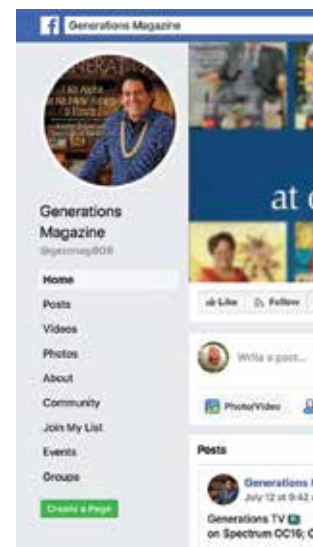 Generations Magazine
Generations
Magazine
@genmag808
Home
Posts
Videos
Photos
About
Community
Join My List
Events
Groups
Create a Page
at
Like Follow
Write a post...
Photo/Video
Posts
Generations
July 12 at 9:42
Generations TV
on Spectrum OC16;